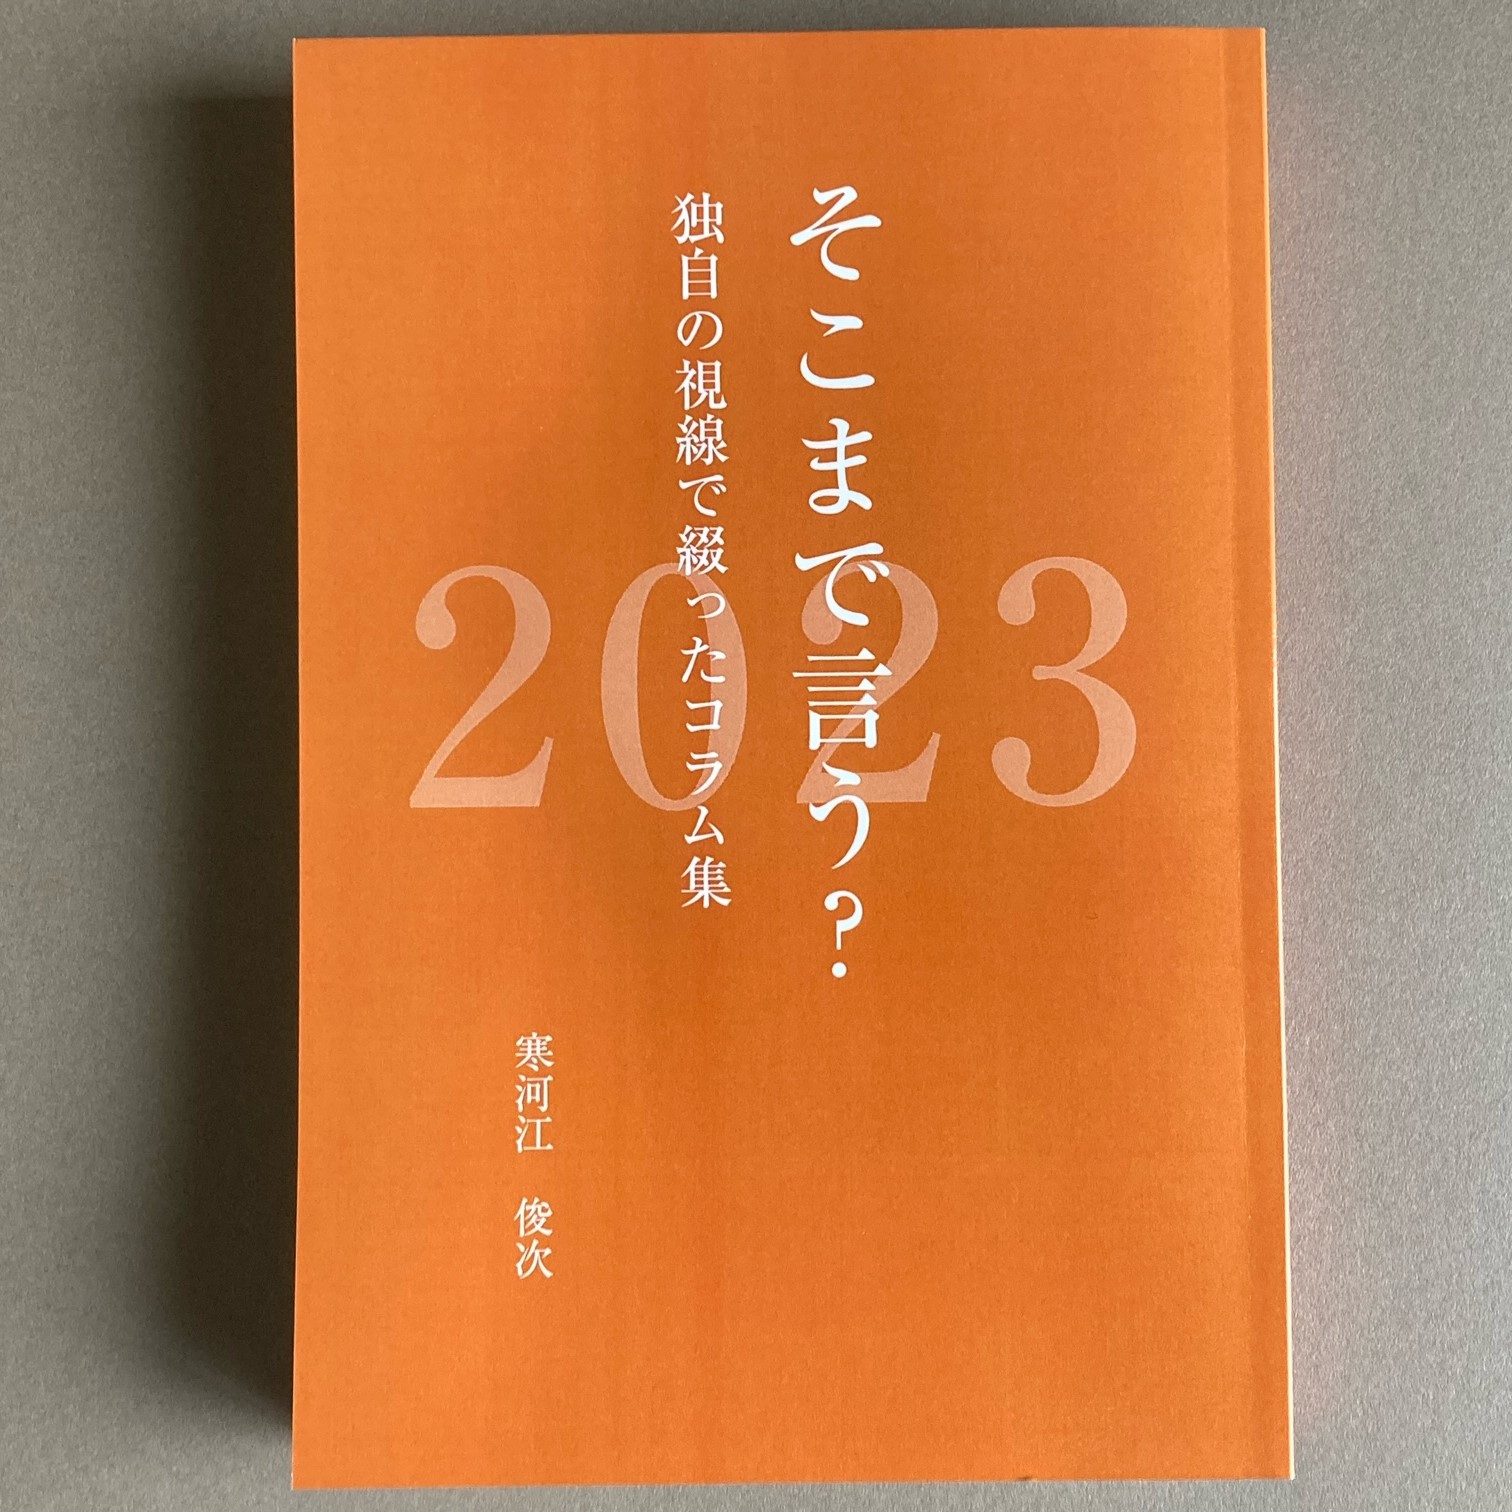 そこまで言う?
独自の視線で綴ったコラム集
2023
寒河江 俊次